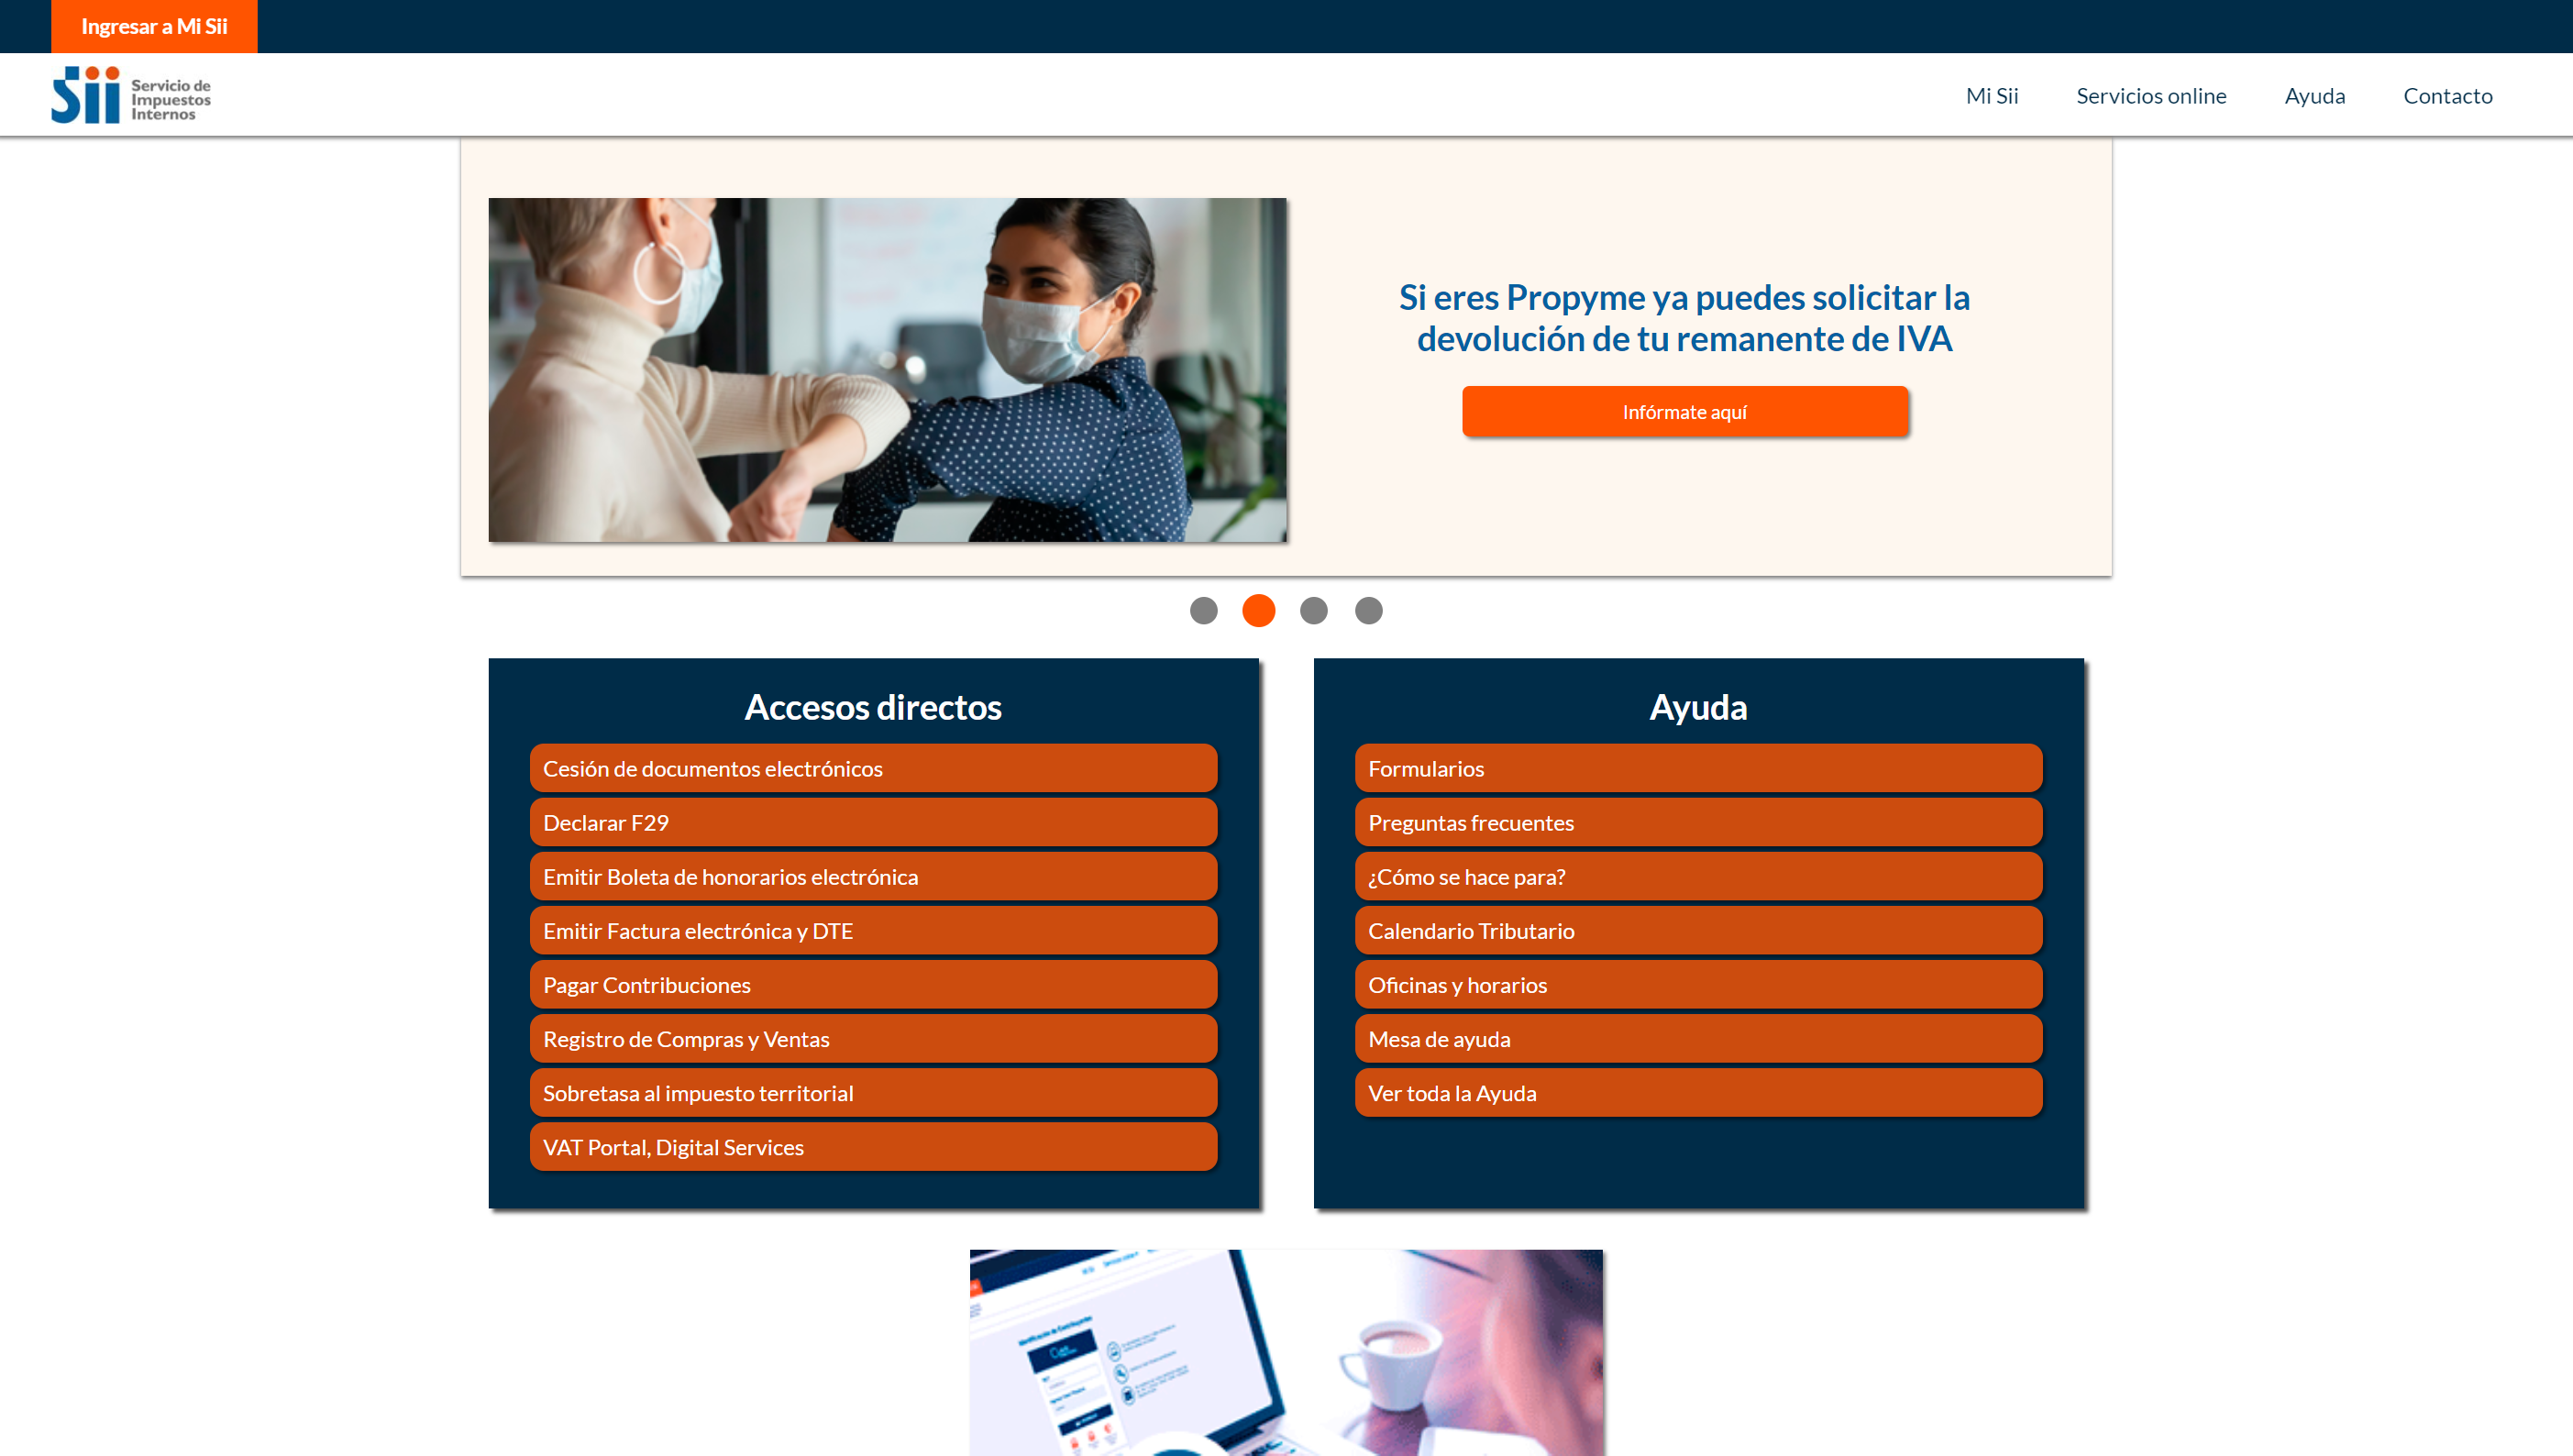 Ingresar a Mi Sii
Sii Servicio de
Impuestos
Internos
Mi Sii Servicios online Ayuda Contacto
Si eres Propyme ya puedes solicitar la
devolución de tu remanente de IVA
Infórmate aquí
Accesos directos
Cesión de documentos electrónicos
Declarar F29
Emitir Boleta de honorarios electrónica
Emitir Factura electrónica y DTE
Pagar Contribuciones
Registro de Compras y Ventas
Sobretasa al impuesto territorial
VAT Portal, Digital Services
Ayuda
Formularios
Preguntas frecuentes
¿Cómo se hace para?
Calendario Tributario
Oficinas y horarios
Mesa de ayuda
Ver toda la Ayuda